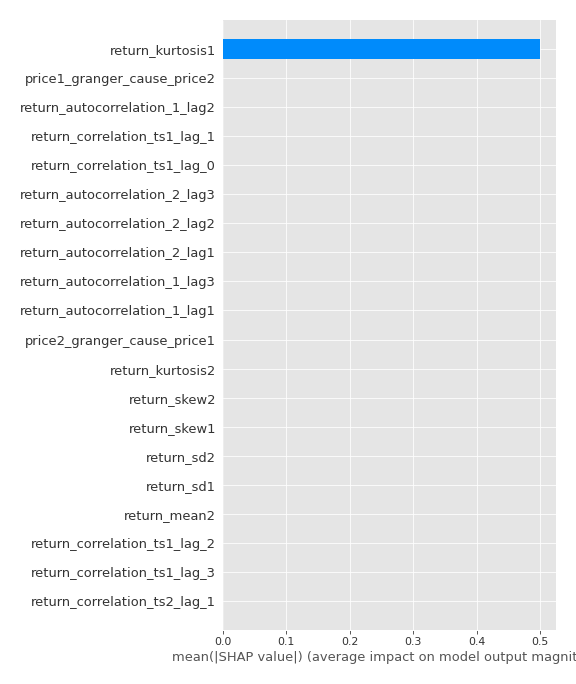 return_kurtosis1
price1_granger_cause_price2
return_autocorrelation_1_lag2
return_correlation_ts1_lag_1
return_correlation_ts1_lag_0
return_autocorrelation_2_lag3
return_autocorrelation_2_lag2
return_autocorrelation_2_lag1
return_autocorrelation_1_lag3
return_autocorrelation_1_lag1
price2_granger_cause_price1
return_kurtosis2
return_skew2
return_skew1
return_sd2
return_sd1
return_mean2
return_correlation_ts1_lag_2
return_correlation_ts1_lag_3
return_correlation_ts2_lag_1
0.0 0.1 0.2 0.3 0.4 0.5
mean(|SHAP value|) (average impact on model output magnit